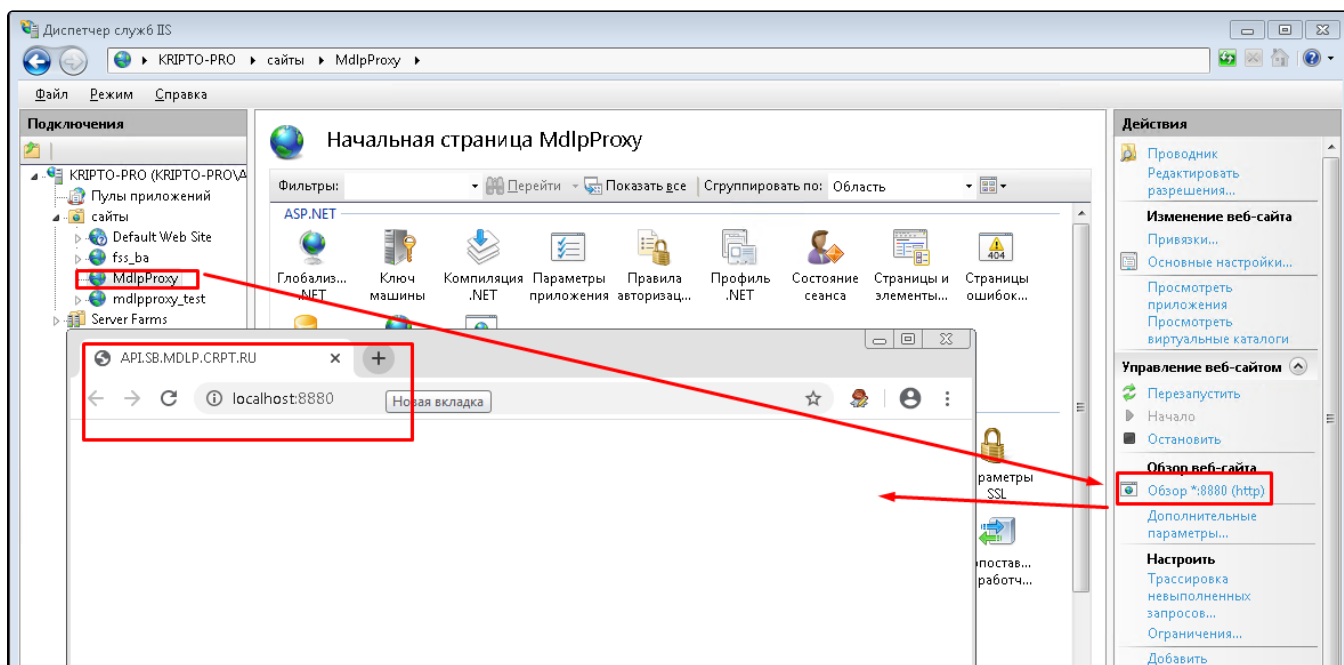 Диспетчер служб IIS
KRIPTO-PRO
сайты
MdlpProxy
Файл Режим Справка
Подключения
KRIPTO-PRO (KRIPTO-PRO\A
Пулы приложений
сайты
Default Web Site
fss_ba
MdlpProxy
mdlpproxy_test
Server Farms
Начальная страница MdlpProxy
Фильтры: Перейти Показать все Сгруппировать по: Область
ASP.NET
Глобализ...
.NET
Ключ
машины
Компиляция
.NET
Параметры
приложения
Правила
авторизац...
Профиль
.NET
Состояние
сеанса
Страницы и
элементы...
404
Страницы
ошибок...
API.SB.MDLP.CRPT.RU
localhost:8880
Новая вкладка
раметры
SSL
постав...
работч...
Действия
Проводник
Редактировать
разрешения...
Изменение веб-сайта
Привязки...
Основные настройки...
Просмотреть
приложения
Просмотреть
виртуальные каталоги
Управление веб-сайтом
Перезапустить
Начало
Остановить
Обзор веб-сайта
Обзор *:8880 (http)
Дополнительные
параметры...
Настроить
Трассировка
невыполненных
запросов...
Ограничения...
Добавить